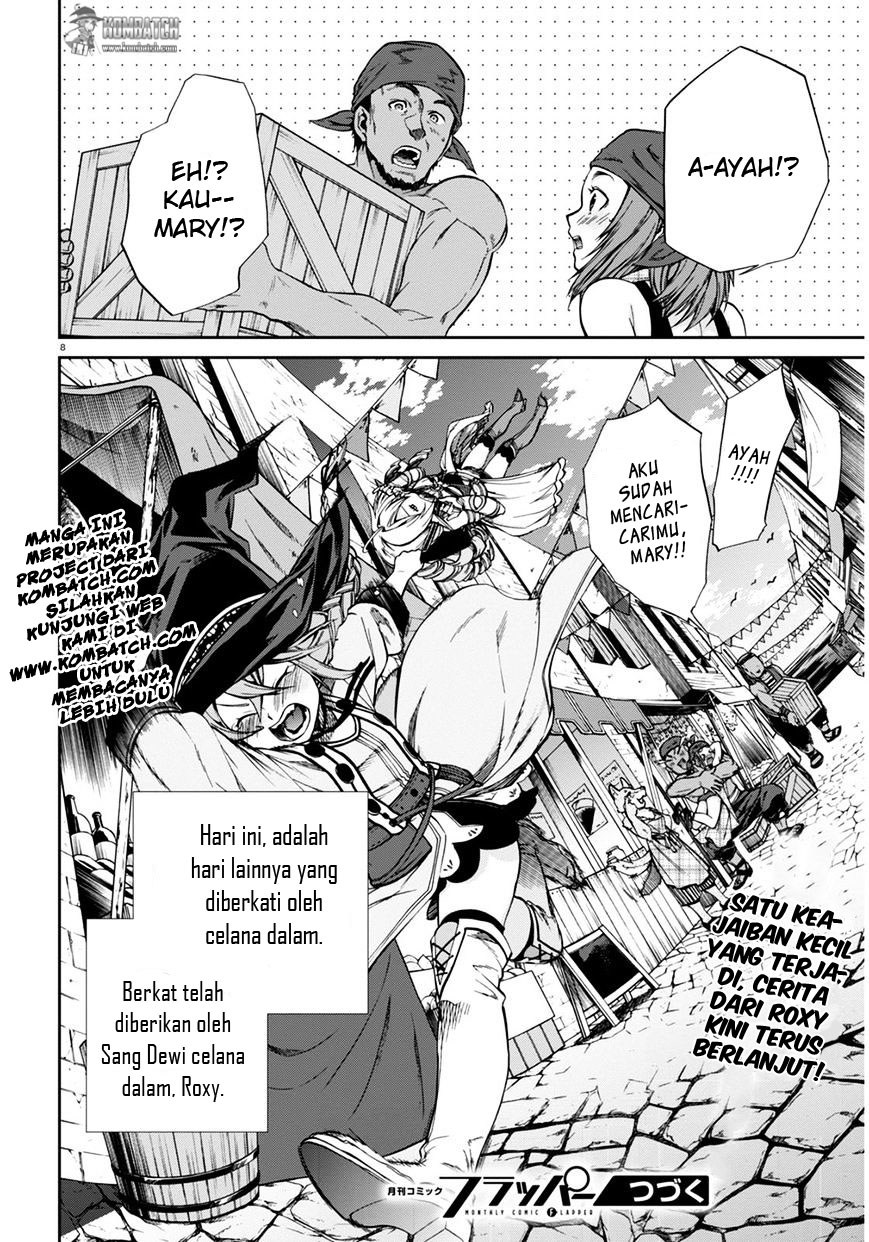 KOMBATCH
www.kombatch.com
A-AYAH!?
EH!?
KAU--
MARY!?
8
AYAH
!!!!
AKU
SUDAH
MENCARI-
CARIMU,
MARY!!
MANGA INI
MERUPAKAN
PROJECT DARI
KOMBATCH.COM
SILAHKAN
KUNJUNGI WEB
KAMI DI
WWW.KOMBATCH.COM
UNTUK
MEMBACANYA
LEBIH DULU
Hari ini, adalah
hari lainnya yang
diberkati oleh
celana dalam.
Berkat telah
diberikan oleh
Sang Dewi celana
dalam, Roxy.
SATU KEA-
JAIBAN KECIL
YANG TERJA-
DI, CERITA
DARI ROXY
KINI TERUS
BERLANJUT!
月刊コミック フラッパー つづく
MONTHLY COMIC FLAPPER